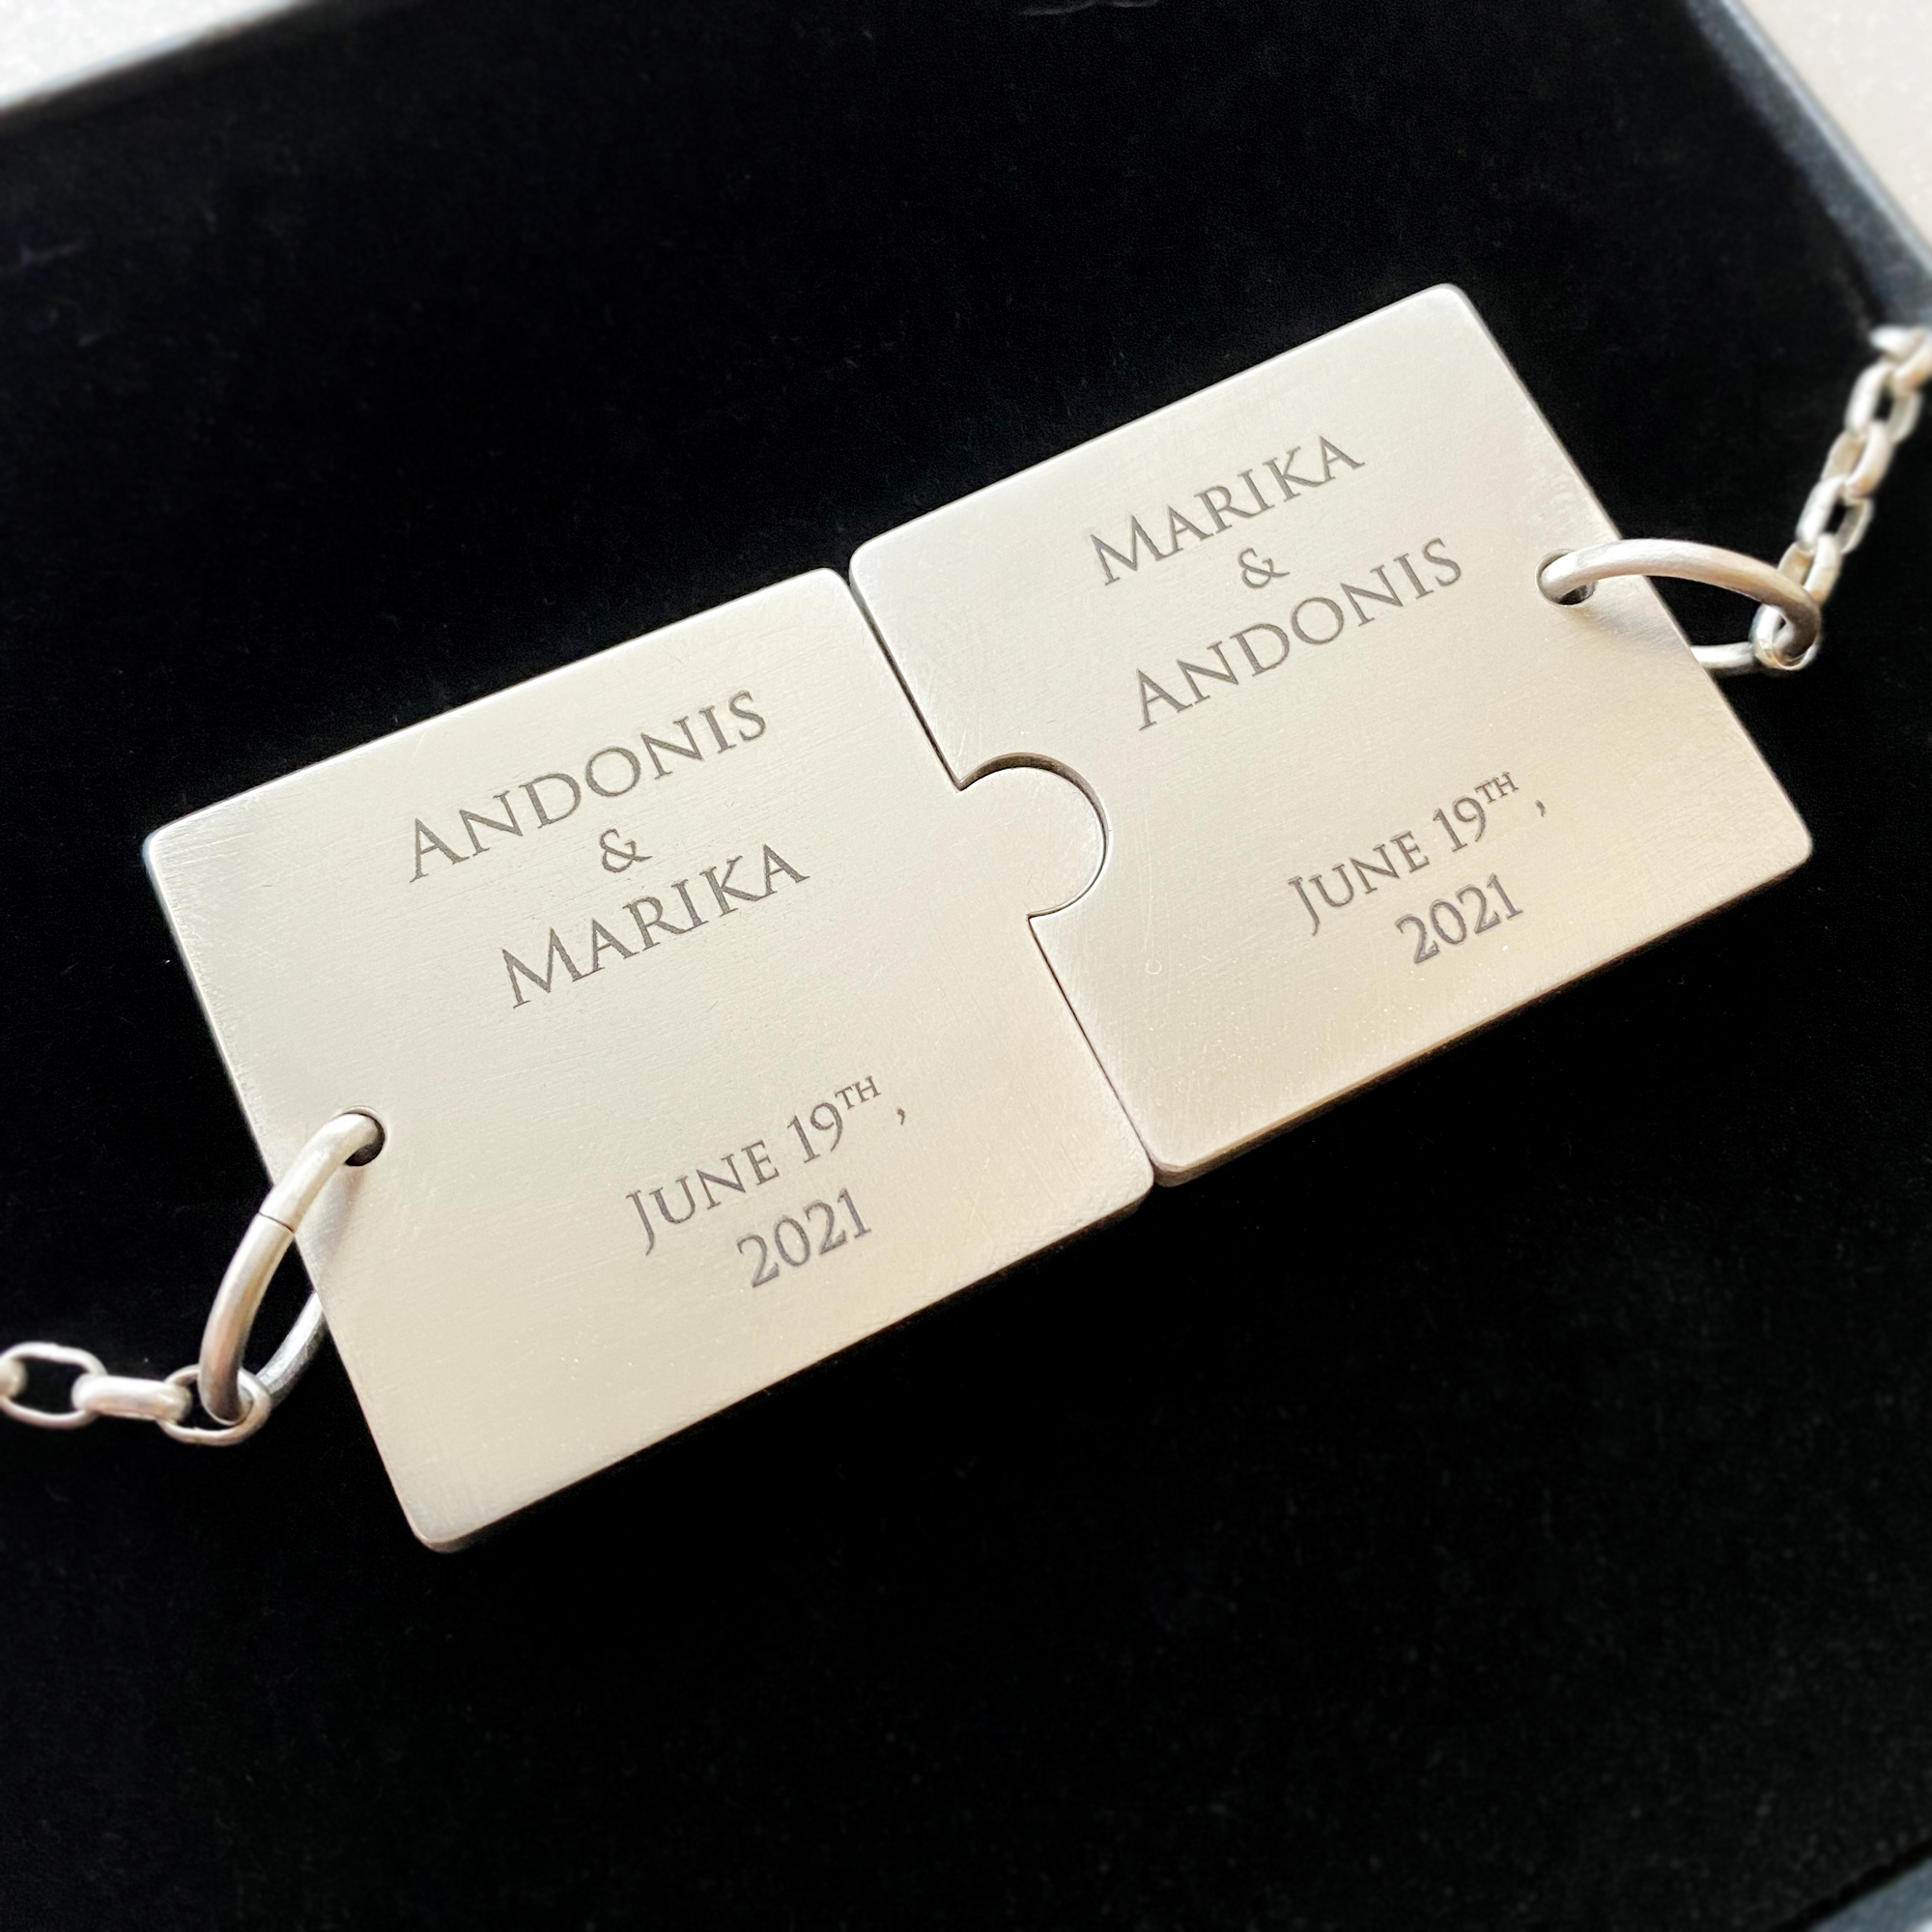 ANDONIS
&
MARIKA
JUNE 19TH,
2021
MARIKA
&
ANDONIS
JUNE 19TH,
2021